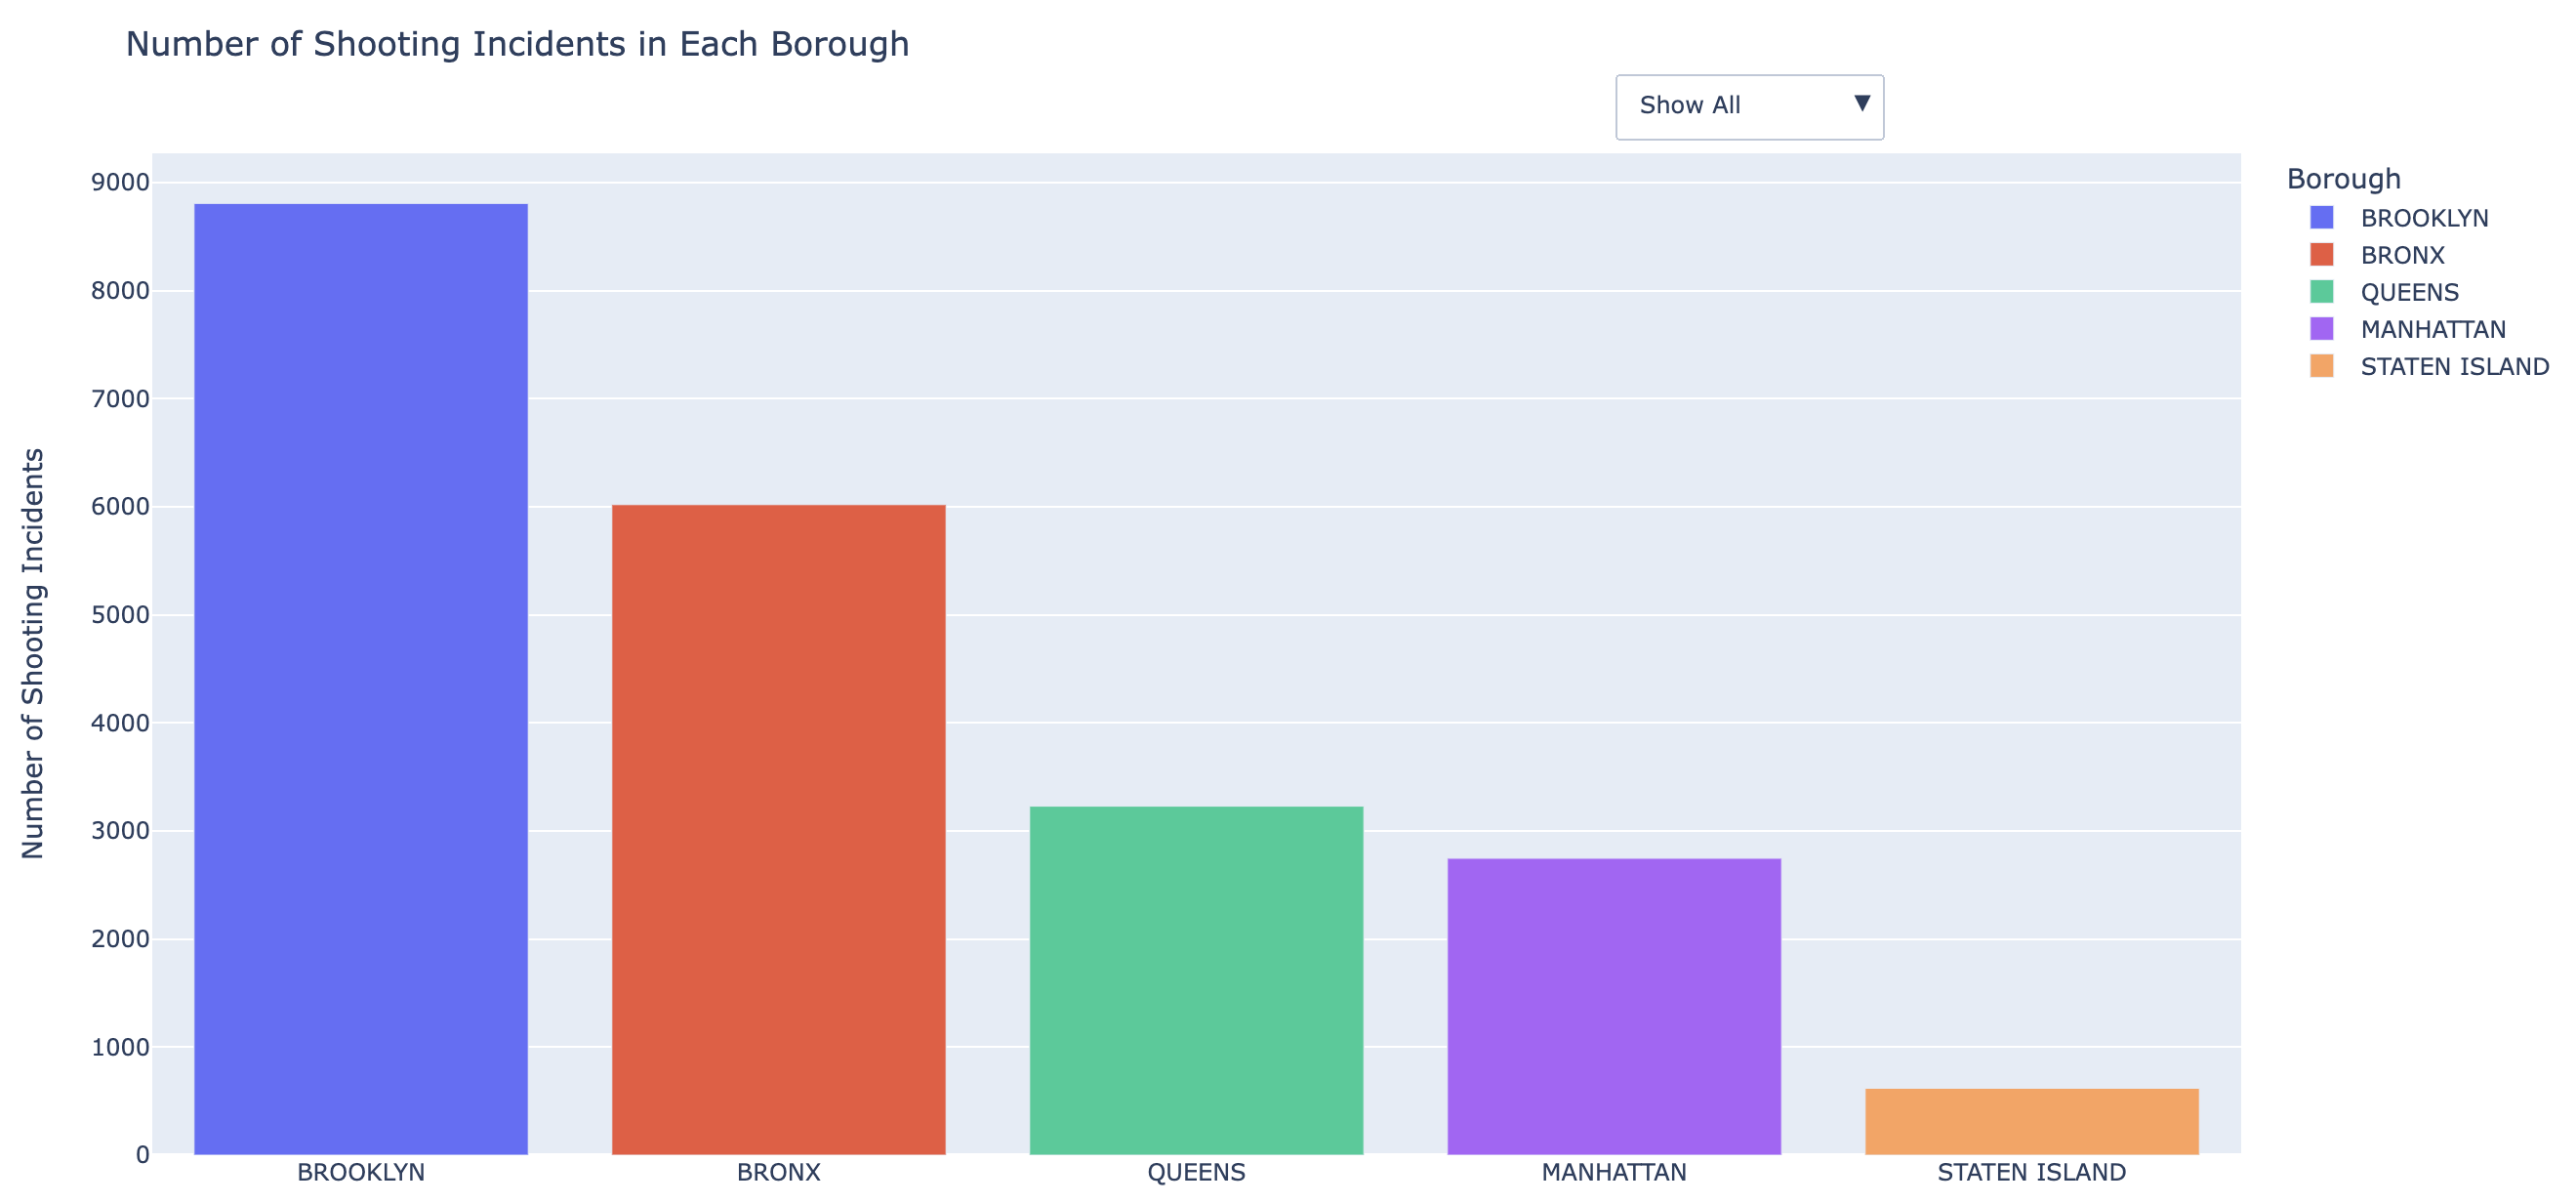 Number of Shooting Incidents in Each Borough
Show All ▼
Number of Shooting Incidents
9000
8000
7000
6000
5000
4000
3000
2000
1000
0
BROOKLYN
BRONX
QUEENS
MANHATTAN
STATEN ISLAND
Borough
BROOKLYN
BRONX
QUEENS
MANHATTAN
STATEN ISLAND